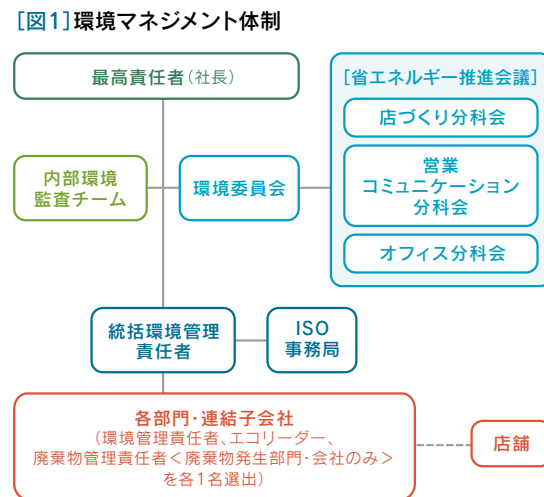 [図1]環境マネジメント体制
最高責任者(社長)
[省エネルギー推進会議]
店づくり分科会
営業
コミュニケーション
分科会
オフィス分科会
内部環境
監査チーム
環境委員会
統括環境管理
責任者
ISO
事務局
各部門・連結子会社
(環境管理責任者、エコリーダー、
廃棄物管理責任者<廃棄物発生部門・会社のみ>
を各1名選出)
店舗